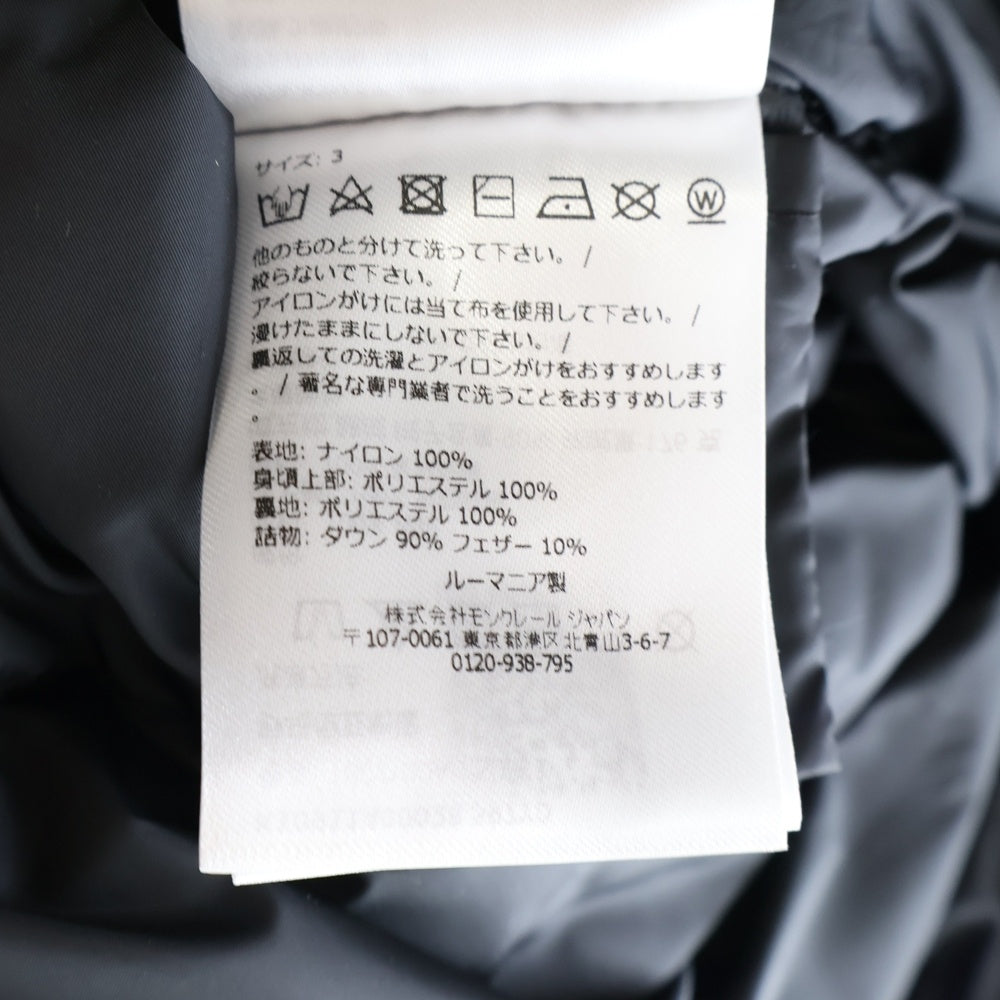 サイズ: 3
W
他のものと分けて洗って下さい。 /
絞らないで下さい。 /
アイロンがけには当て布を使用して下さい。 /
浸けたままにしないで下さい。 /
裏返しての洗濯とアイロンがけをおすすめします
。 / 著名な専門業者で洗うことをおすすめします
。
表地: ナイロン 100%
身頃上部: ポリエステル 100%
裏地: ポリエステル 100%
詰物: ダウン 90% フェザー 10%
ルーマニア製
株式会社モンクレール ジャパン
〒107-0061 東京都港区北青山3-6-7
0120-938-795